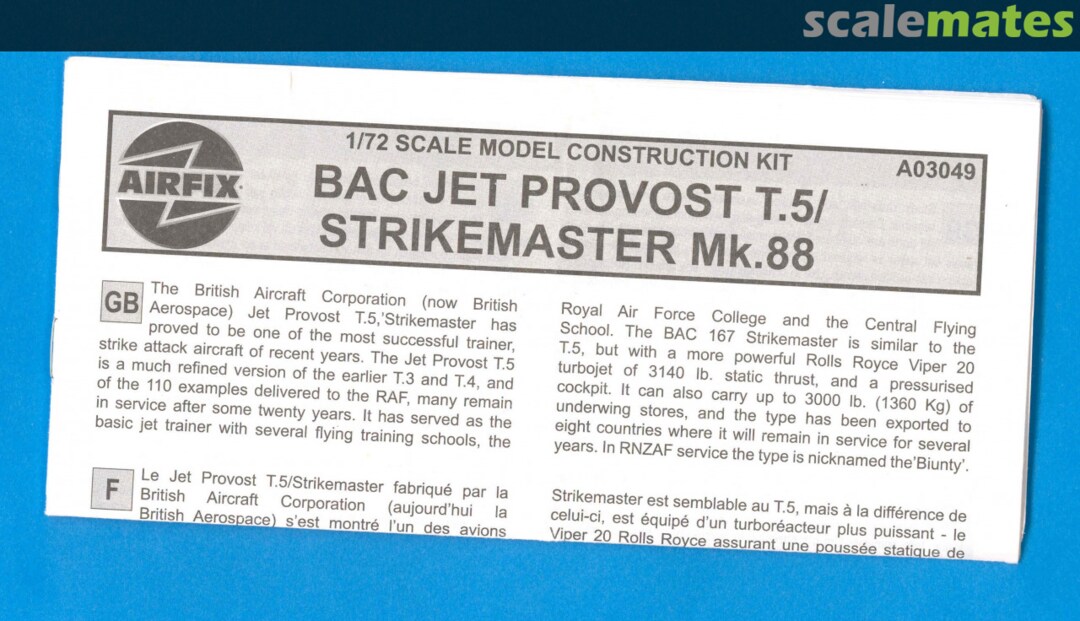 scalemates
AIRFIX
1/72 SCALE MODEL CONSTRUCTION KIT
A03049
BAC JET PROVOST T.5/
STRIKEMASTER Mk.88
GB
The British Aircraft Corporation (now British
Aerospace) Jet Provost T.5,'Strikemaster has
proved to be one of the most successful trainer,
strike attack aircraft of recent years. The Jet Provost T.5
is a much refined version of the earlier T.3 and T.4, and
of the 110 examples delivered to the RAF, many remain
in service after some twenty years. It has served as the
basic jet trainer with several flying training schools, the
Royal Air Force College and the Central Flying
School. The BAC 167 Strikemaster is similar to the
T.5, but with a more powerful Rolls Royce Viper 20
turbojet of 3140 lb. static thrust, and a pressurised
cockpit. It can also carry up to 3000 lb. (1360 Kg) of
underwing stores, and the type has been exported to
eight countries where it will remain in service for several
years. In RNZAF service the type is nicknamed the'Biunty'.
F
Le Jet Provost T.5/Strikemaster fabriqué par la
British Aircraft Corporation (aujourd'hui la
British Aerospace) s'est montré l'un des avions
Strikemaster est semblable au T.5, mais à la différence de
celui-ci, est équipé d'un turboréacteur plus puissant - le
Viper 20 Rolls Royce assurant une poussée statique de